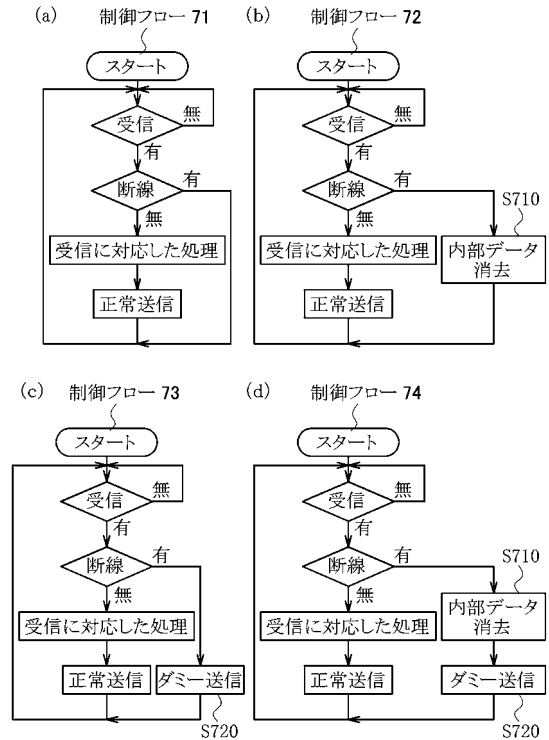 (a) 制御フロー 71
スタート
受信
無
有
断線
有
無
受信に対応した処理
正常送信
(b) 制御フロー 72
スタート
受信
無
有
断線
有
無
S710
受信に対応した処理
内部データ
消去
正常送信
(c) 制御フロー 73
スタート
受信
無
有
断線
有
無
受信に対応した処理
正常送信
ダミー送信
S720
(d) 制御フロー 74
スタート
受信
無
有
断線
有
無
S710
受信に対応した処理
内部データ
消去
正常送信
ダミー送信
S720